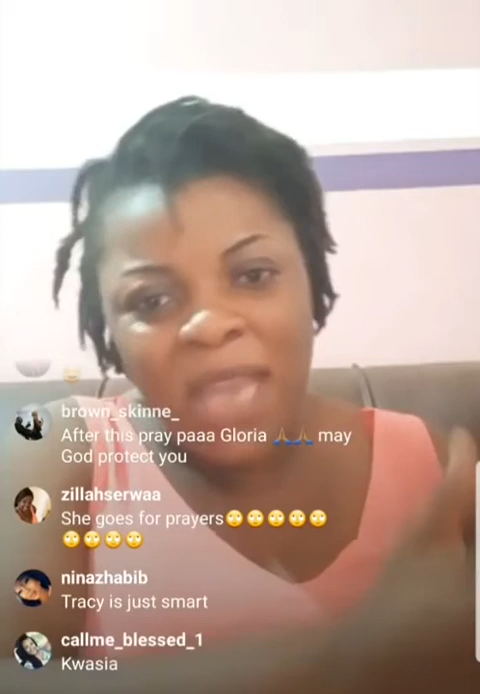 brown_skinne_
After this pray paaa Gloria 🙏🙏 may
God protect you
zillahserwaa
She goes for prayers🙄🙄🙄🙄🙄
🙄🙄🙄🙄
ninazhabib
Tracy is just smart
callme_blessed_1
Kwasia